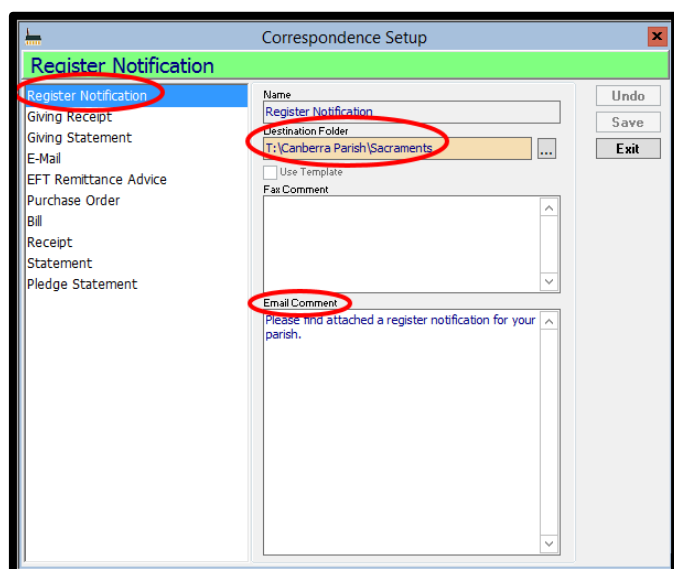 Correspondence Setup
Register Notification
Register Notification
Giving Receipt
Giving Statement
E-Mail
EFT Remittance Advice
Purchase Order
Bill
Receipt
Statement
Pledge Statement
Name
Register Notification
Destination Folder
T:\Canberra Parish\Sacraments
...
Use Template
Fax Comment
Email Comment
Please find attached a register notification for your
parish.
Undo
Save
Exit